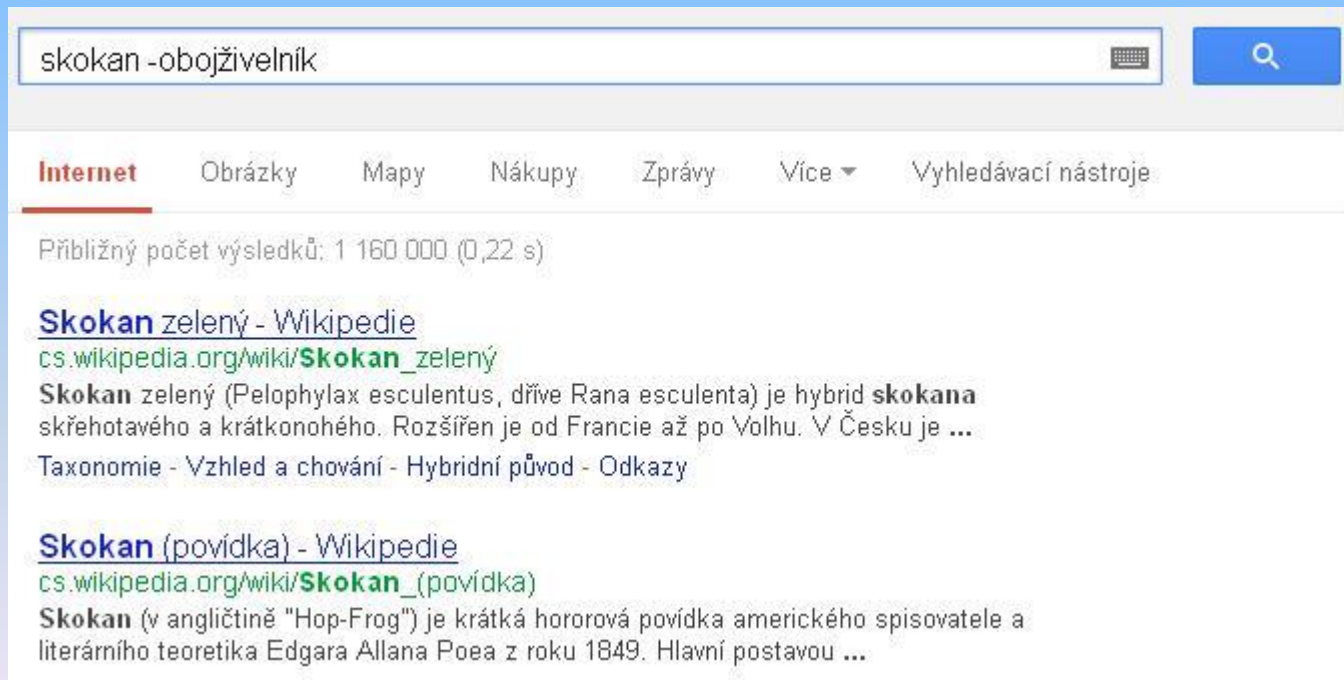 skokan -obojživelník
Internet Obrázky Mapy Nákupy Zprávy Více Vyhledávací nástroje
Přibližný počet výsledků: 1 160 000 (0,22 s)
Skokan zelený - Wikipedie
cs.wikipedia.org/wiki/Skokan_zelený
Skokan zelený (Pelophylax esculentus, dříve Rana esculenta) je hybrid skokana
skřehotavého a krátkonohého. Rozšířen je od Francie až po Volhu. V Česku je ...
Taxonomie - Vzhled a chování - Hybridní původ - Odkazy
Skokan (povídka) - Wikipedie
cs.wikipedia.org/wiki/Skokan_(povídka)
Skokan (v angličtině "Hop-Frog") je krátká hororová povídka amerického spisovatele a
literárního teoretika Edgara Allana Poea z roku 1849. Hlavní postavou ...